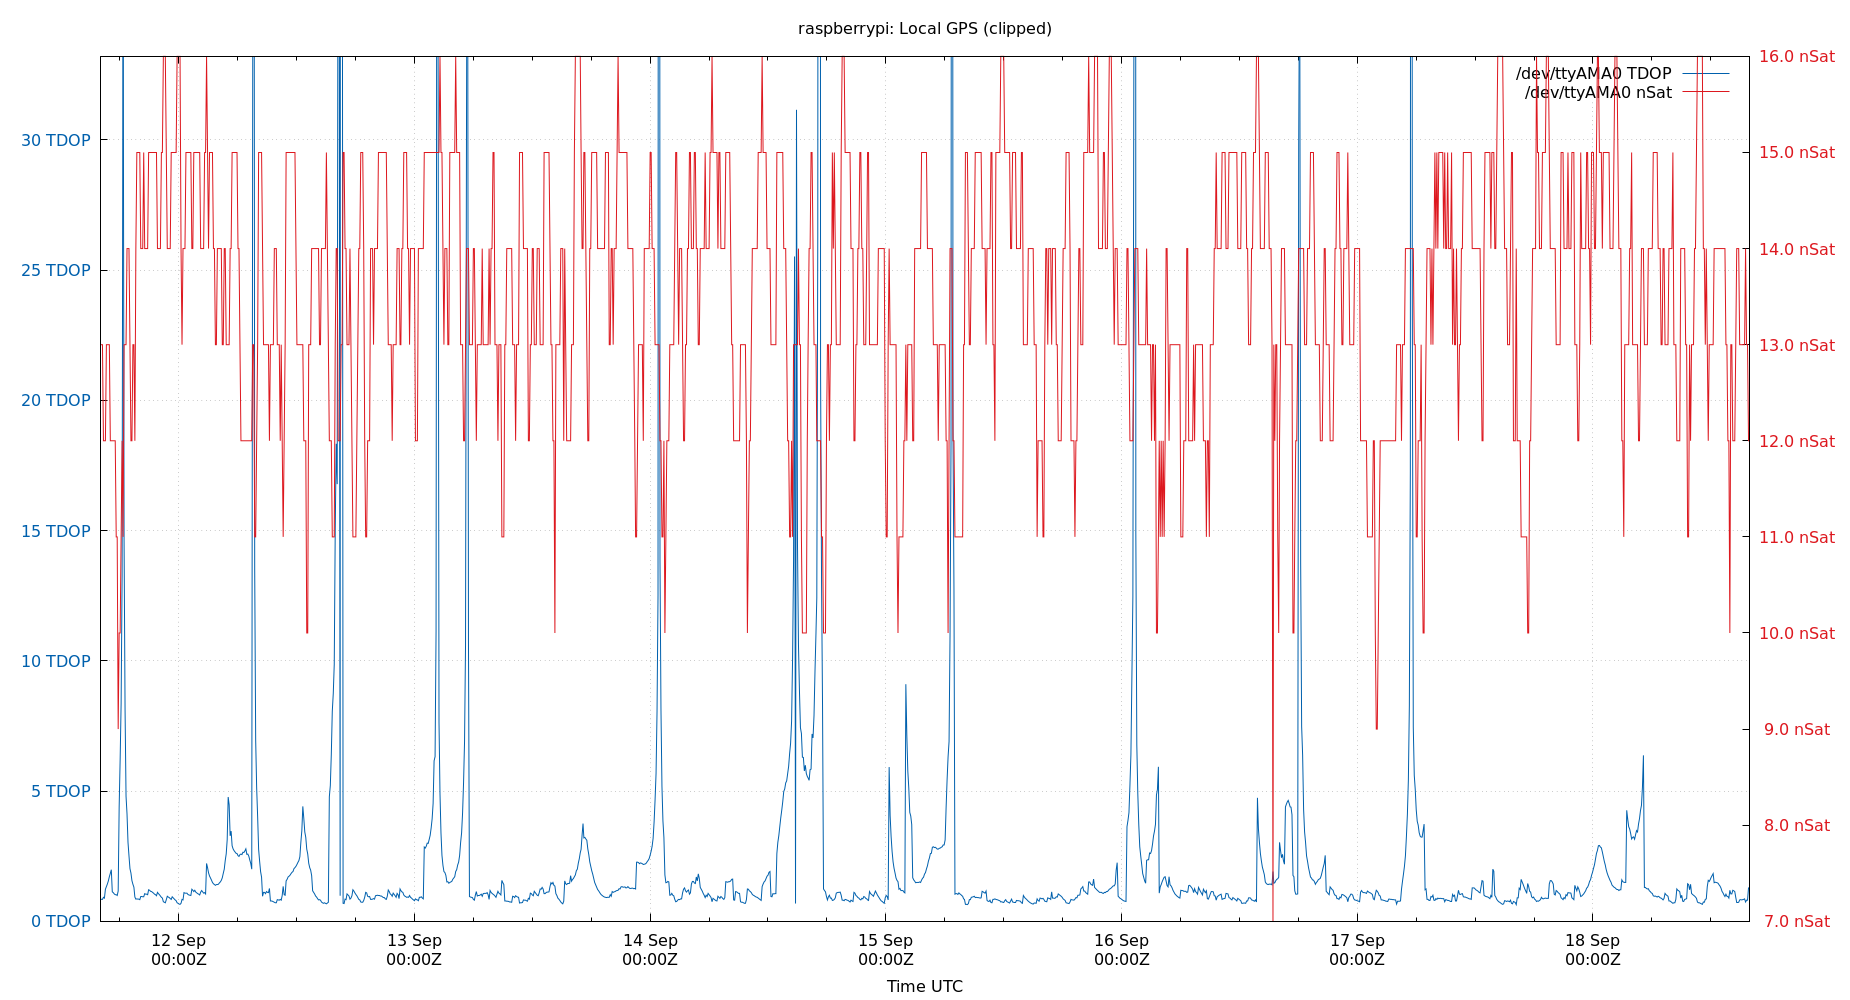 raspberrypi: Local GPS (clipped)
/dev/ttyAMA0 TDOP
/dev/ttyAMA0 nSat
30 TDOP
25 TDOP
20 TDOP
15 TDOP
10 TDOP
5 TDOP
0 TDOP
16.0 nSat
15.0 nSat
14.0 nSat
13.0 nSat
12.0 nSat
11.0 nSat
10.0 nSat
9.0 nSat
8.0 nSat
7.0 nSat
12 Sep
00:00Z
13 Sep
00:00Z
14 Sep
00:00Z
15 Sep
00:00Z
16 Sep
00:00Z
17 Sep
00:00Z
18 Sep
00:00Z
Time UTC